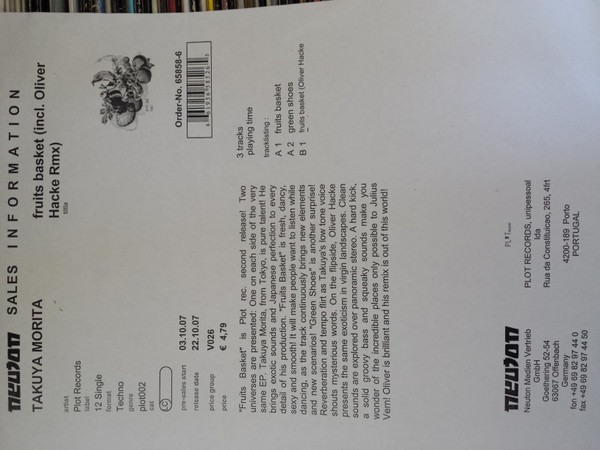 neuton SALES INFORMATION
TAKUYA MORITA
artist
fruits basket (incl. Oliver
Hacke Rmx)
title
Plot Records
label
12 Single
format
Techno
genre
plot002
cat
pre-sales start 03.10.07
release date 22.10.07
price group V026
price € 4,79
Order-No. 65858-6
3 tracks
playing time
tracklisting :
A 1 fruits basket
A 2 green shoes
B 1 fruits basket (Oliver Hacke
"Fruits Basket" is Plot rec. second release! Two
universes are presented: One on each side of the very
same EP. Takuya Morita, from Tokyo, is pure talent! He
brings exotic sounds and Japanese perfection to every
detail of his production. "Fruits Basket" is fresh, dancy,
sexy and smooth! It will make people want to listen while
dancing, as the track continuously brings new elements
and new scenarios! "Green Shoes" is another surprise!
Reverberation and tempo flirt as Takuya's low tone voice
shouts mysterious words. On the flipside, Oliver Hacke
presents the same exoticism in virgin landscapes. Clean
sounds are explored over panoramic stereo. A hard kick,
a solid groovy bass and squeaky sounds make you
wonder of the incredible places only possible to Julius
Vern! Oliver is brilliant and his remix is out of this world!
neuton
Neuton Medien Vertrieb
GmbH
Goethering 52-54
63067 Offenbach
Germany
fon +49 69 82 97 44 0
fax +49 69 82 97 44 50
PLOT
PLOT RECORDS, unipessoal
lda
Rua da Constituicao, 265, 4frt
4200-189 Porto
PORTUGAL